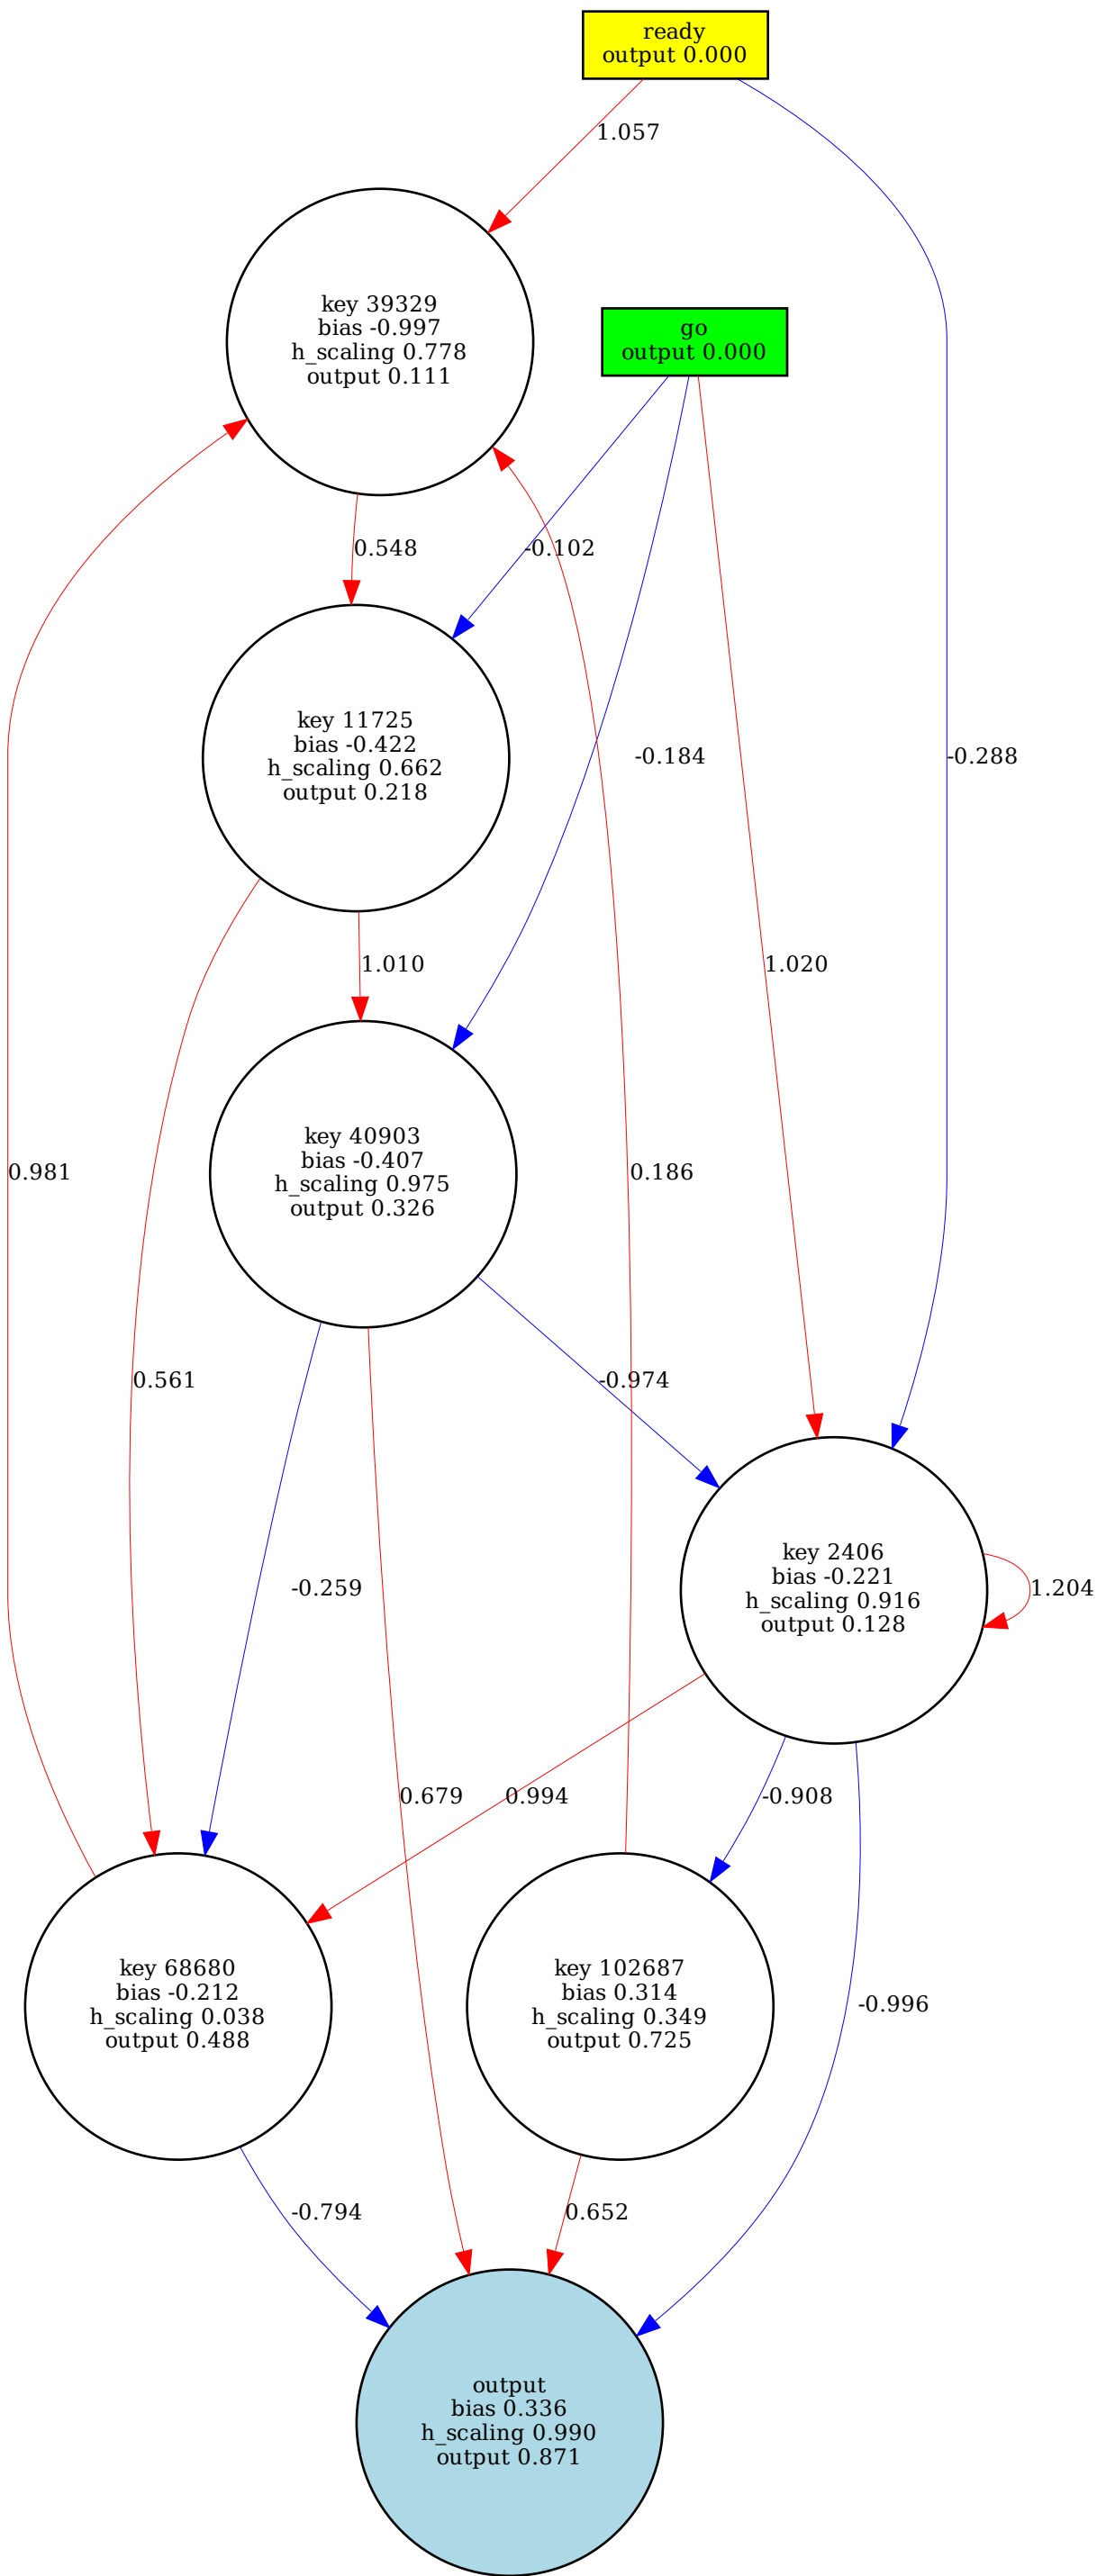 ready
output 0.000
1.057
key 39329
bias -0.997
h_scaling 0.778
output 0.111
go
output 0.000
0.548
-0.102
key 11725
bias -0.422
h_scaling 0.662
output 0.218
-0.184
-0.288
1.010
1.020
key 40903
bias -0.407
h_scaling 0.975
output 0.326
0.981
0.186
0.561
-0.974
key 2406
bias -0.221
h_scaling 0.916
output 0.128
-0.259
1.204
0.679
0.994
-0.908
key 68680
bias -0.212
h_scaling 0.038
output 0.488
key 102687
bias 0.314
h_scaling 0.349
output 0.725
-0.996
-0.794
0.652
output
bias 0.336
h_scaling 0.990
output 0.871